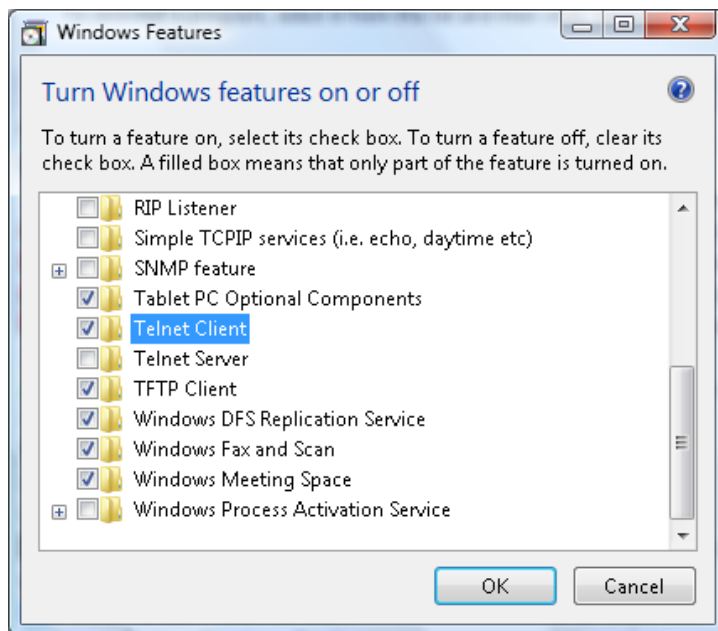 Windows Features
Turn Windows features on or off
To turn a feature on, select its check box. To turn a feature off, clear its
check box. A filled box means that only part of the feature is turned on.
RIP Listener
Simple TCPIP services (i.e. echo, daytime etc)
SNMP feature
Tablet PC Optional Components
Telnet Client
Telnet Server
TFTP Client
Windows DFS Replication Service
Windows Fax and Scan
Windows Meeting Space
Windows Process Activation Service
OK Cancel